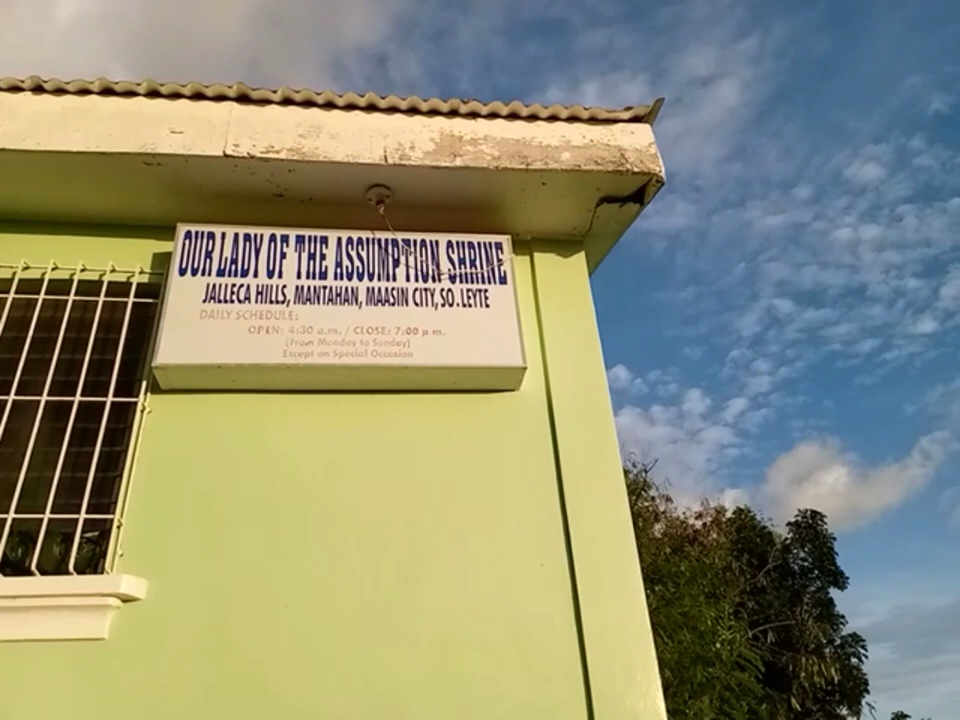 OUR LADY OF THE ASSUMPTION SHRINE
JALLECA HILLS, MANTAHAN, MAASIN CITY, SO. LEYTE
DAILY SCHEDULE:
OPEN: 4:30 a.m. / CLOSE: 7:00 p m.
(From Monday to Sunday)
Except on Special Occasion